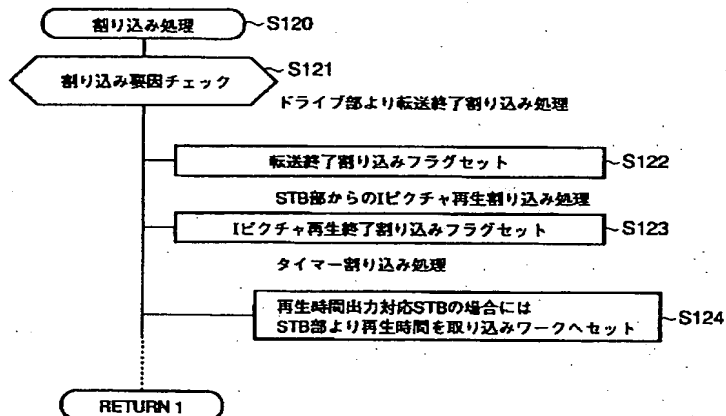 割り込み処理 ~S120
割り込み要因チェック ~S121
ドライブ部より転送終了割り込み処理
転送終了割り込みフラグセット ~S122
STB部からのIピクチャ再生割り込み処理
Iピクチャ再生終了割り込みフラグセット ~S123
タイマー割り込み処理
再生時間出力対応STBの場合には
STB部より再生時間を取り込みワークへセット ~S124
RETURN 1